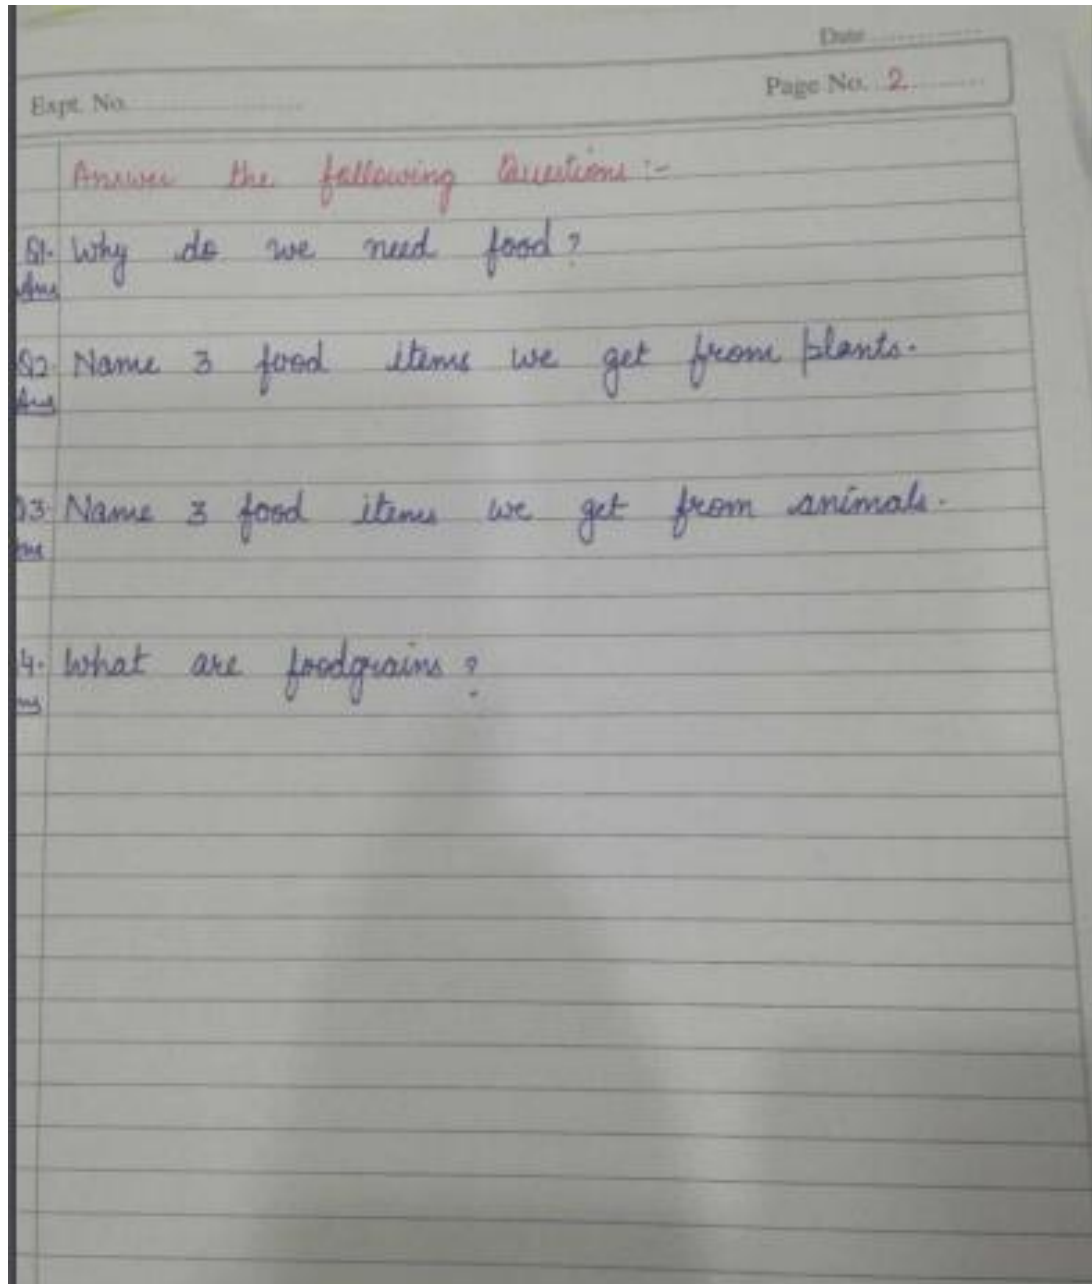 Date
Expt. No.
Page No. 2
Answer the following Questions :-
Q1. Why do we need food?
Ans
Q2. Name 3 food items we get from plants.
Ans
Q3. Name 3 food items we get from animals.
Ans
4. What are foodgrains?
ns